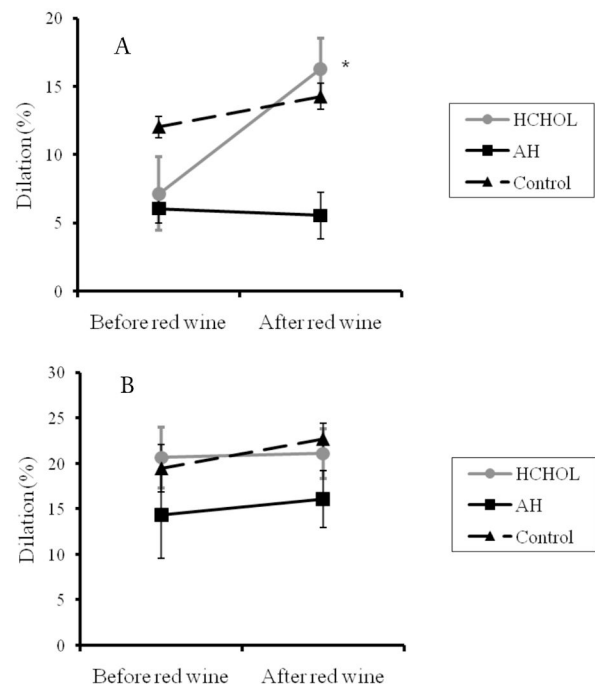 A
Dilation (%)
20
15
10
5
0
*
Before red wine
After red wine
HCHOL
AH
Control
B
Dilation (%)
30
25
20
15
10
5
0
Before red wine
After red wine
HCHOL
AH
Control